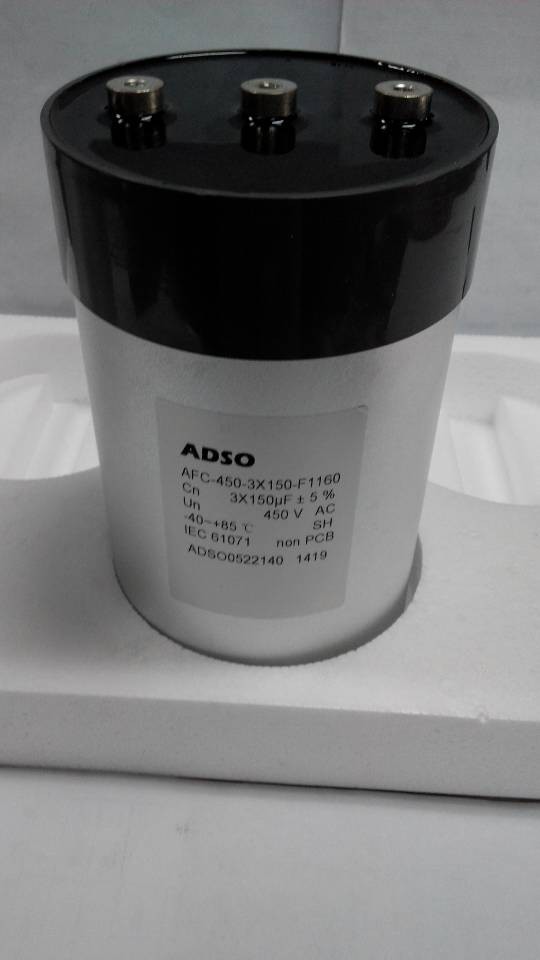 ADSO
AFC-450-3X150-F1160
Cn 3X150µF ± 5 %
Un 450 V AC
-40~+85 ℃ SH
IEC 61071 non PCB
ADSO0522140 1419